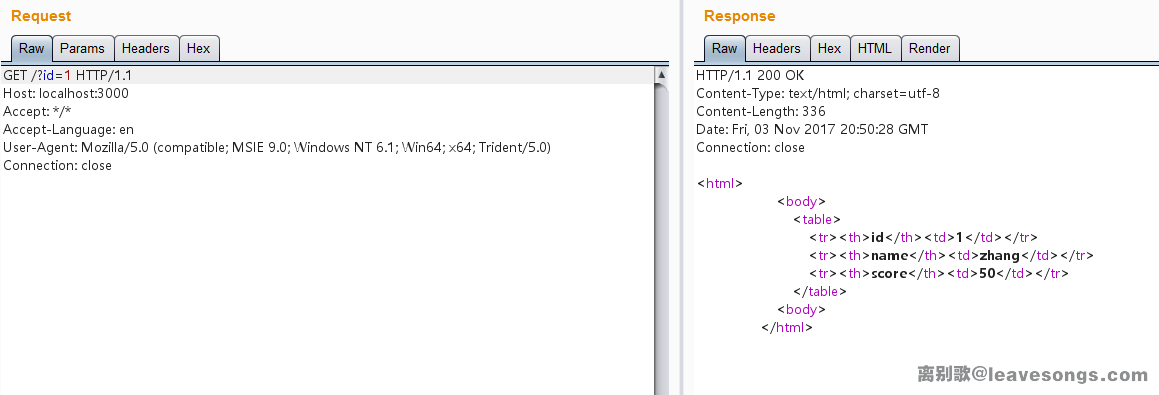 Request
Raw Params Headers Hex
GET /?id=1 HTTP/1.1
Host: localhost:3000
Accept: */*
Accept-Language: en
User-Agent: Mozilla/5.0 (compatible; MSIE 9.0; Windows NT 6.1; Win64; x64; Trident/5.0)
Connection: close
Response
Raw Headers Hex HTML Render
HTTP/1.1 200 OK
Content-Type: text/html; charset=utf-8
Content-Length: 336
Date: Fri, 03 Nov 2017 20:50:28 GMT
Connection: close
<html>
<body>
<table>
<tr><th>id</th><td>1</td></tr>
<tr><th>name</th><td>zhang</td></tr>
<tr><th>score</th><td>50</td></tr>
</table>
<body>
</html>
离别歌@leavesongs.com